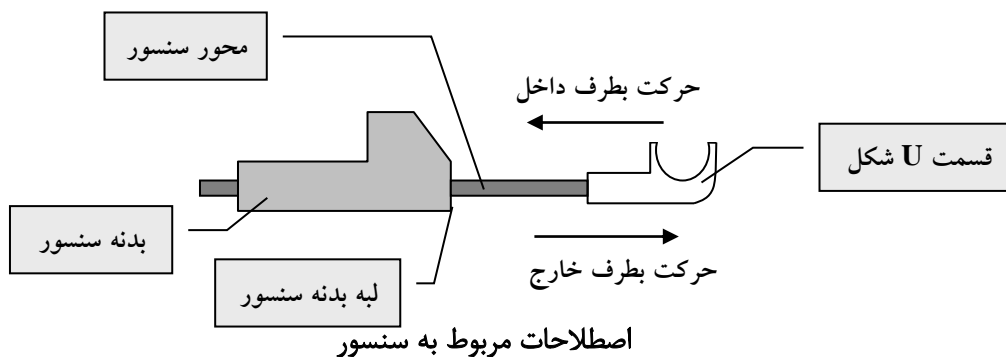 محور سنسور
حرکت بطرف داخل
قسمت U شکل
بدنه سنسور
حرکت بطرف خارج
لبه بدنه سنسور
اصطلاحات مربوط به سنسور